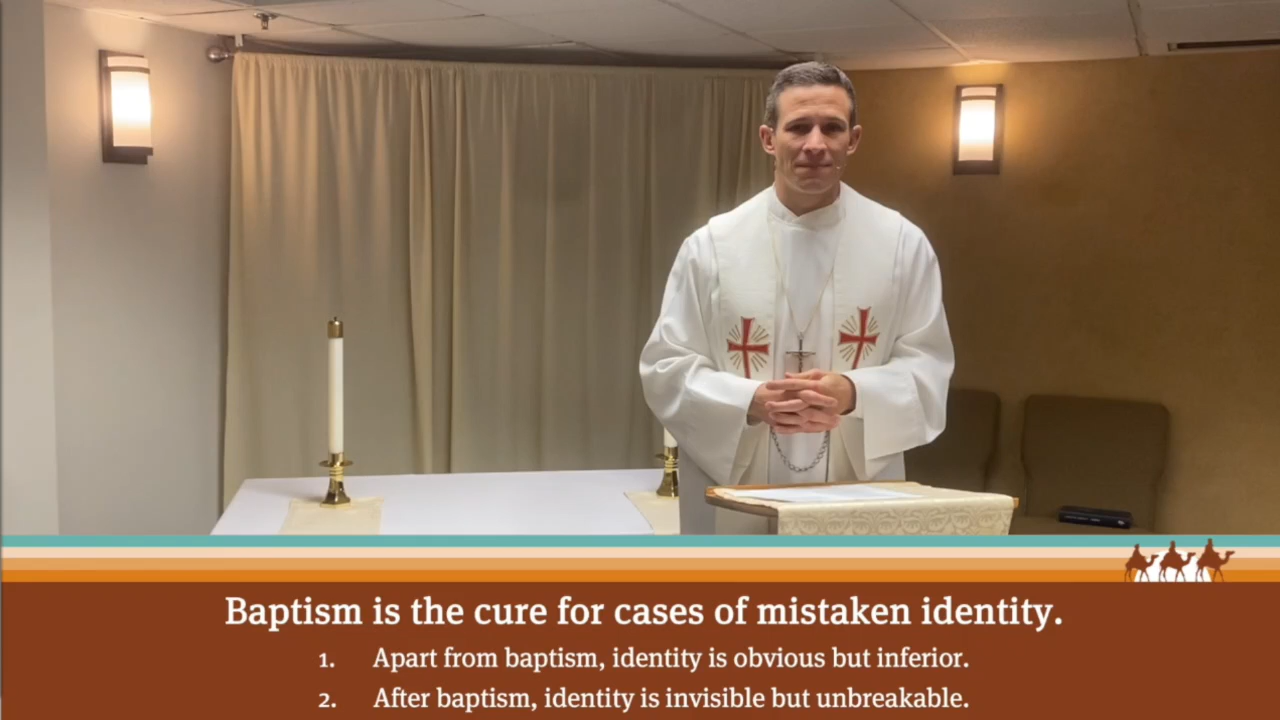 Baptism is the cure for cases of mistaken identity.
1. Apart from baptism, identity is obvious but inferior.
2. After baptism, identity is invisible but unbreakable.